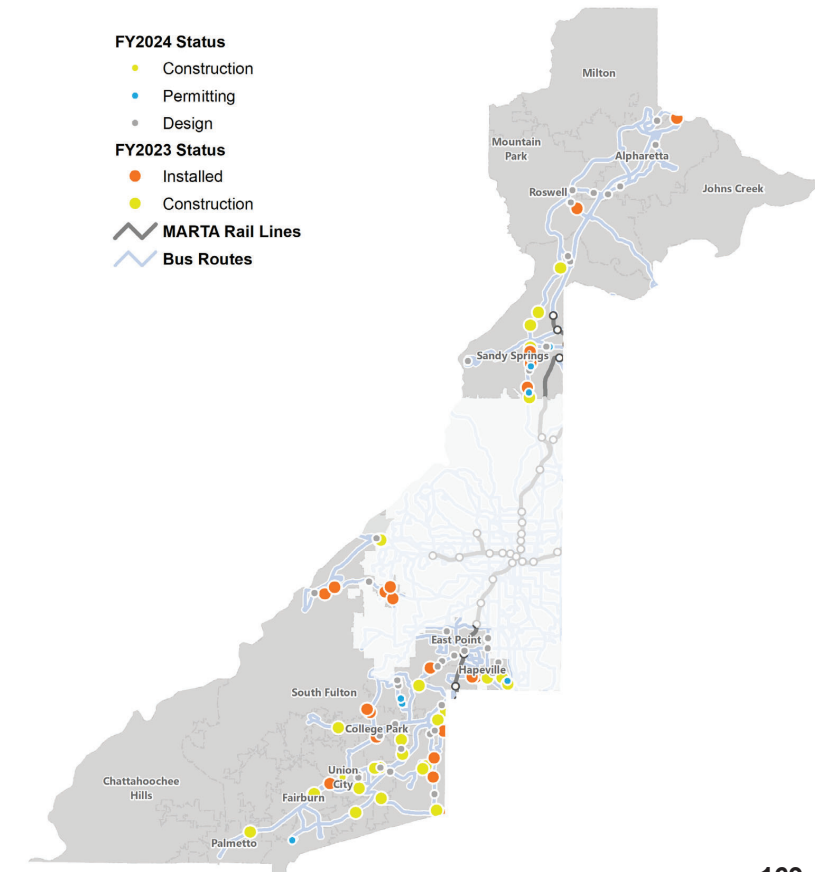 FY2024 Status
Construction
Permitting
Design
FY2023 Status
Installed
Construction
MARTA Rail Lines
Bus Routes
Milton
Mountain
Park
Alpharetta
Roswell
Johns Creek
Sandy Springs
East Point
Hapeville
South Fulton
College Park
Union
City
Chattahoochee
Hills
Fairburn
Palmetto